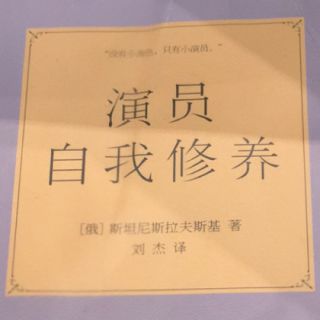 “没有小角色，只有小演员。”
演员
自我修养
[俄] 斯坦尼斯拉夫斯基 著
刘杰 译